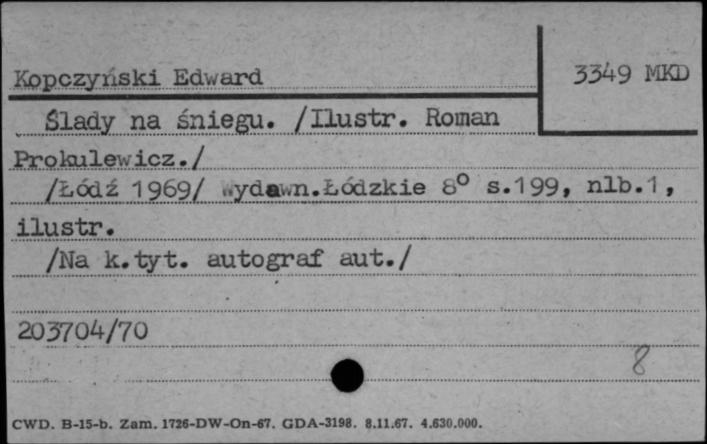 Kopczyński Edward
3349 MKD
Ślady na śniegu. /Ilustr. Roman
Prokulewicz./
/Łódź 1969/ Wydawn.Łódzkie 8° s.199, nlb.1,
ilustr.
/Na k.tyt. autograf aut./
203704/70
8
CWD. B-15-b. Zam. 1726-DW-On-67. GDA-3198. 8.11.67. 4.630.000.